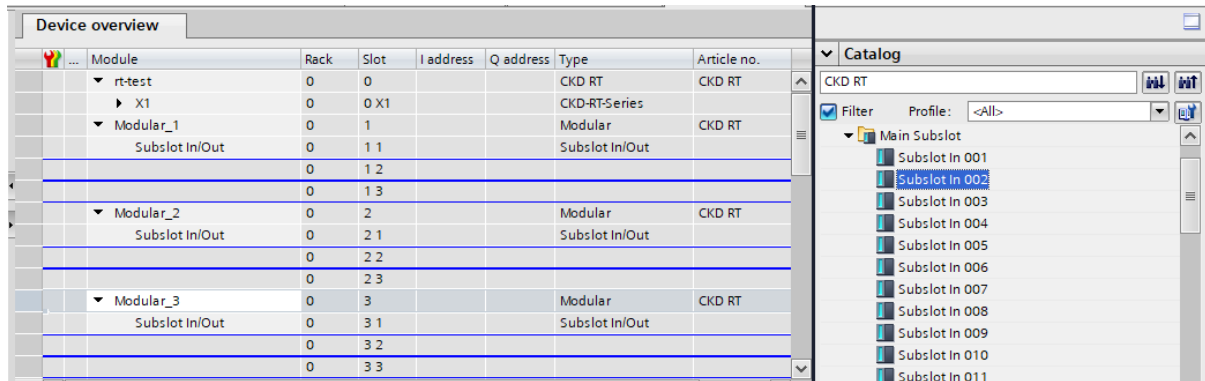 Device overview
... Module Rack Slot I address Q address Type Article no.
rt-test 0 0 CKD RT CKD RT
X1 0 0 X1 CKD-RT-Series
Modular_1 0 1 Modular CKD RT
Subslot In/Out 0 1 1 Subslot In/Out
0 1 2
0 1 3
Modular_2 0 2 Modular CKD RT
Subslot In/Out 0 2 1 Subslot In/Out
0 2 2
0 2 3
Modular_3 0 3 Modular CKD RT
Subslot In/Out 0 3 1 Subslot In/Out
0 3 2
0 3 3
Catalog
CKD RT
Filter Profile: <All>
Main Subslot
Subslot In 001
Subslot In 002
Subslot In 003
Subslot In 004
Subslot In 005
Subslot In 006
Subslot In 007
Subslot In 008
Subslot In 009
Subslot In 010
Subslot In 011